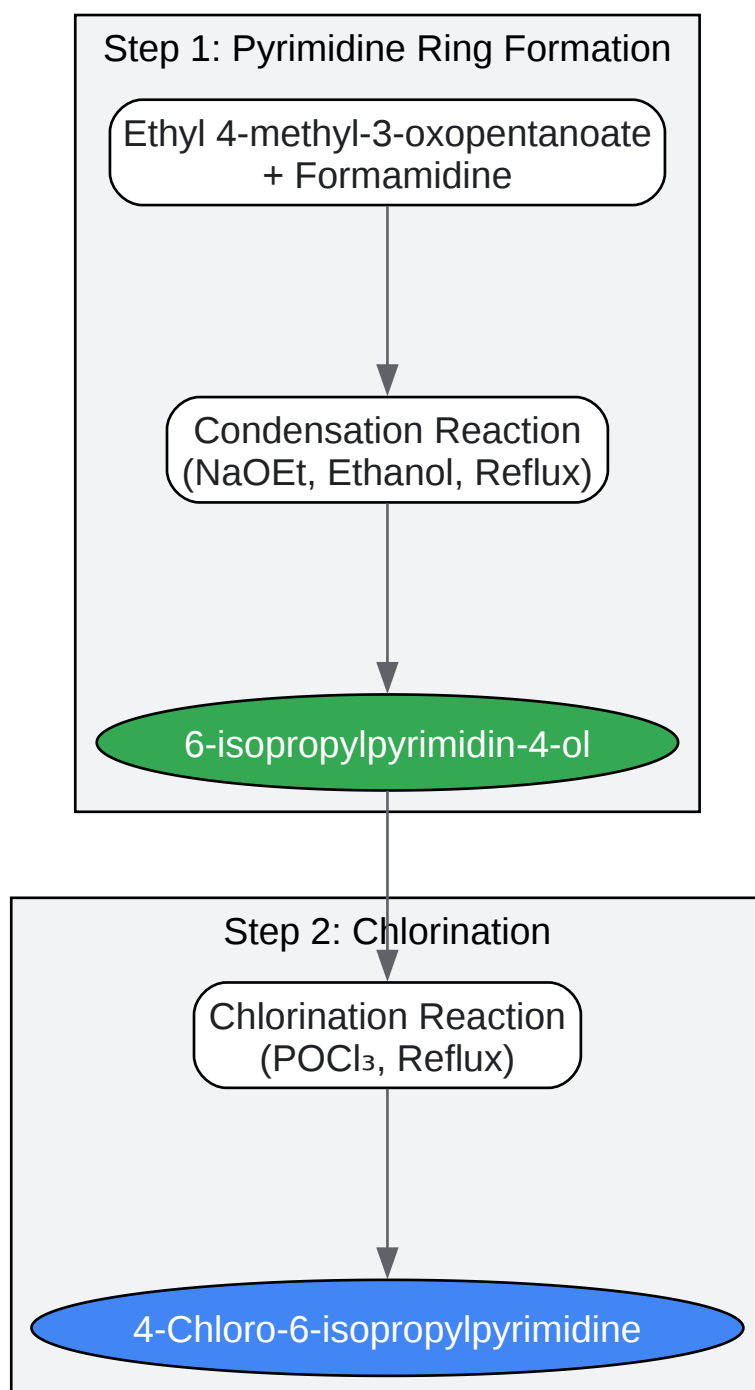 Step 1: Pyrimidine Ring Formation
Ethyl 4-methyl-3-oxopentanoate
+ Formamidine
Condensation Reaction
(NaOEt, Ethanol, Reflux)
6-isopropylpyrimidin-4-ol
Step 2: Chlorination
Chlorination Reaction
(POCl₃, Reflux)
4-Chloro-6-isopropylpyrimidine